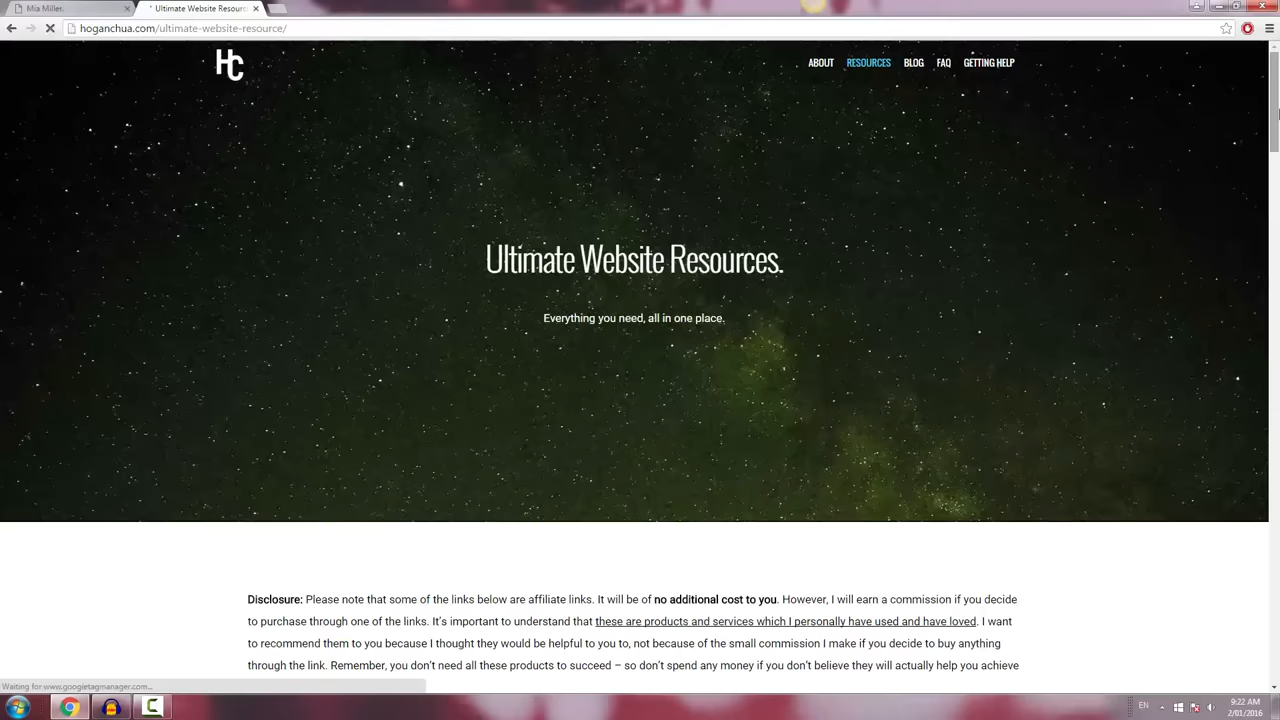 Mia Miller.
Ultimate Website Resourc
hoganchua.com/ultimate-website-resource/
HC
ABOUT RESOURCES BLOG FAQ GETTING HELP
Ultimate Website Resources.
Everything you need, all in one place.
Disclosure: Please note that some of the links below are affiliate links. It will be of no additional cost to you. However, I will earn a commission if you decide
to purchase through one of the links. It's important to understand that these are products and services which I personally have used and have loved. I want
to recommend them to you because I thought they would be helpful to you to, not because of the small commission I make if you decide to buy anything
through the link. Remember, you don't need all these products to succeed – so don't spend any money if you don't believe they will actually help you achieve
Waiting for www.googletagmanager.com...
EN
9:22 AM
2/01/2016